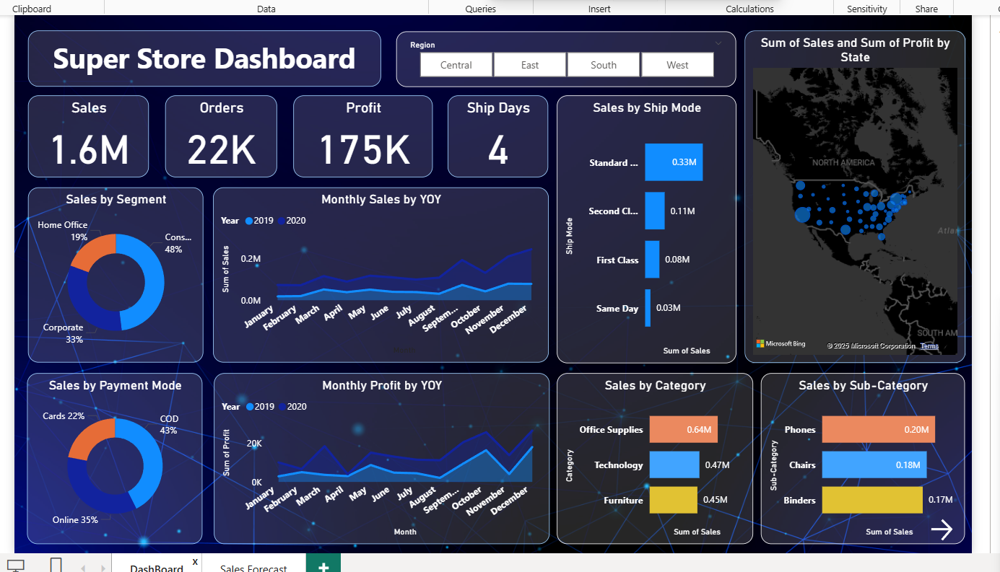 Clipboard
Data
Queries
Insert
Calculations
Sensitivity
Share
Super Store Dashboard
Region
Central
East
South
West
Sum of Sales and Sum of Profit by
State
NORTH AMERICA
SOUTH AM
Microsoft Bing
© 2025 Microsoft Corporation
Terms
Sales
1.6M
Orders
22K
Profit
175K
Ship Days
4
Sales by Ship Mode
Ship Mode
Standard ...
0.33M
Second Cl...
0.11M
First Class
0.08M
Same Day
0.03M
Sum of Sales
Sales by Segment
Home Office
19%
Cons...
48%
Corporate
33%
Monthly Sales by YOY
Year 2019 2020
Sum of Sales
0.2M
0.0M
January
February
March
April
May
June
July
August
Septem...
October
November
December
Sales by Payment Mode
Cards 22%
COD
43%
Online 35%
Monthly Profit by YOY
Year 2019 2020
Sum of Profit
20K
0K
January
February
March
April
May
June
July
August
Septem...
October
November
December
Month
Sales by Category
Category
Office Supplies
0.64M
Technology
0.47M
Furniture
0.45M
Sum of Sales
Sales by Sub-Category
Sub-Category
Phones
0.20M
Chairs
0.18M
Binders
0.17M
Sum of Sales
DashBoard
x
Sales Forecast
+